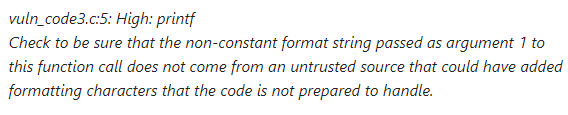 vuln_code3.c:5: High: printf
Check to be sure that the non-constant format string passed as argument 1 to
this function call does not come from an untrusted source that could have added
formatting characters that the code is not prepared to handle.